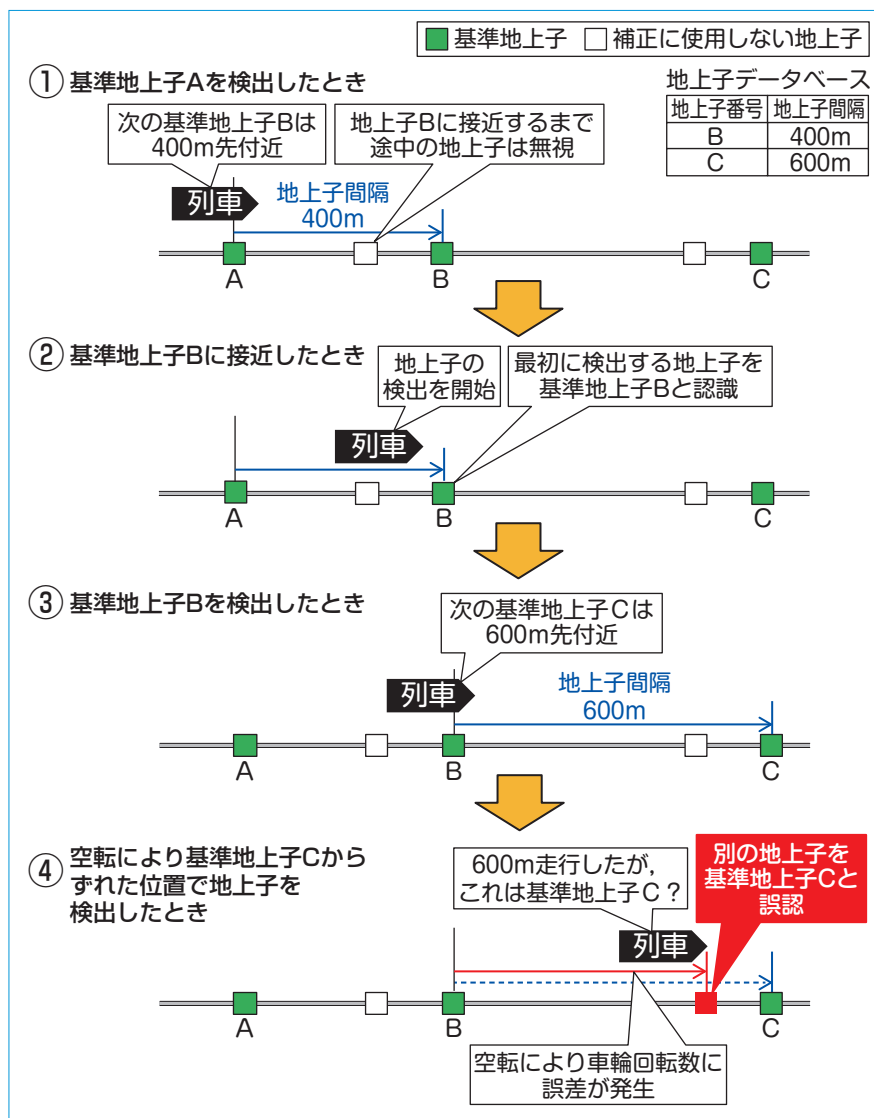 基準地上子 補正に使用しない地上子
① 基準地上子Aを検出したとき
地上子データベース
地上子番号 地上子間隔
B 400m
C 600m
次の基準地上子Bは
400m先付近
地上子Bに接近するまで
途中の地上子は無視
列車
地上子間隔
400m
A B C
② 基準地上子Bに接近したとき
地上子の
検出を開始
最初に検出する地上子を
基準地上子Bと認識
列車
A B C
③ 基準地上子Bを検出したとき
次の基準地上子Cは
600m先付近
列車
地上子間隔
600m
A B C
④ 空転により基準地上子Cから
ずれた位置で地上子を
検出したとき
600m走行したが,
これは基準地上子C?
別の地上子を
基準地上子Cと
誤認
列車
A B C
空転により車輪回転数に
誤差が発生